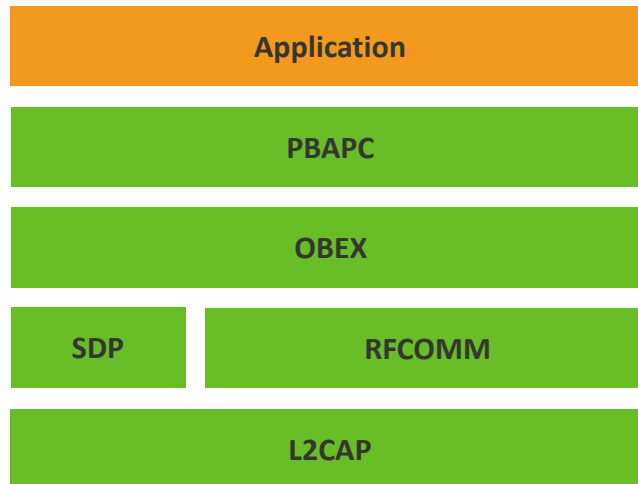 Application
PBAPC
OBEX
SDP
RFCOMM
L2CAP